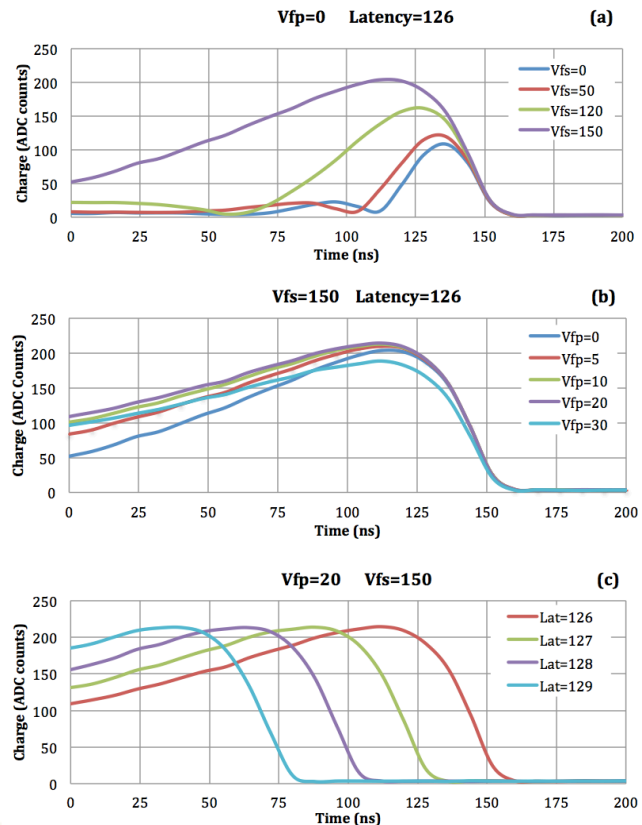 Vfp=0 Latency=126 (a)
250
200
150
100
50
0
Charge (ADC counts)
Vfs=0
Vfs=50
Vfs=120
Vfs=150
0 25 50 75 100 125 150 175 200
Time (ns)
Vfs=150 Latency=126 (b)
250
200
150
100
50
0
Charge (ADC Counts)
Vfp=0
Vfp=5
Vfp=10
Vfp=20
Vfp=30
0 25 50 75 100 125 150 175 200
Time (ns)
Vfp=20 Vfs=150 (c)
250
200
150
100
50
0
Charge (ADC counts)
Lat=126
Lat=127
Lat=128
Lat=129
0 25 50 75 100 125 150 175 200
Time (ns)